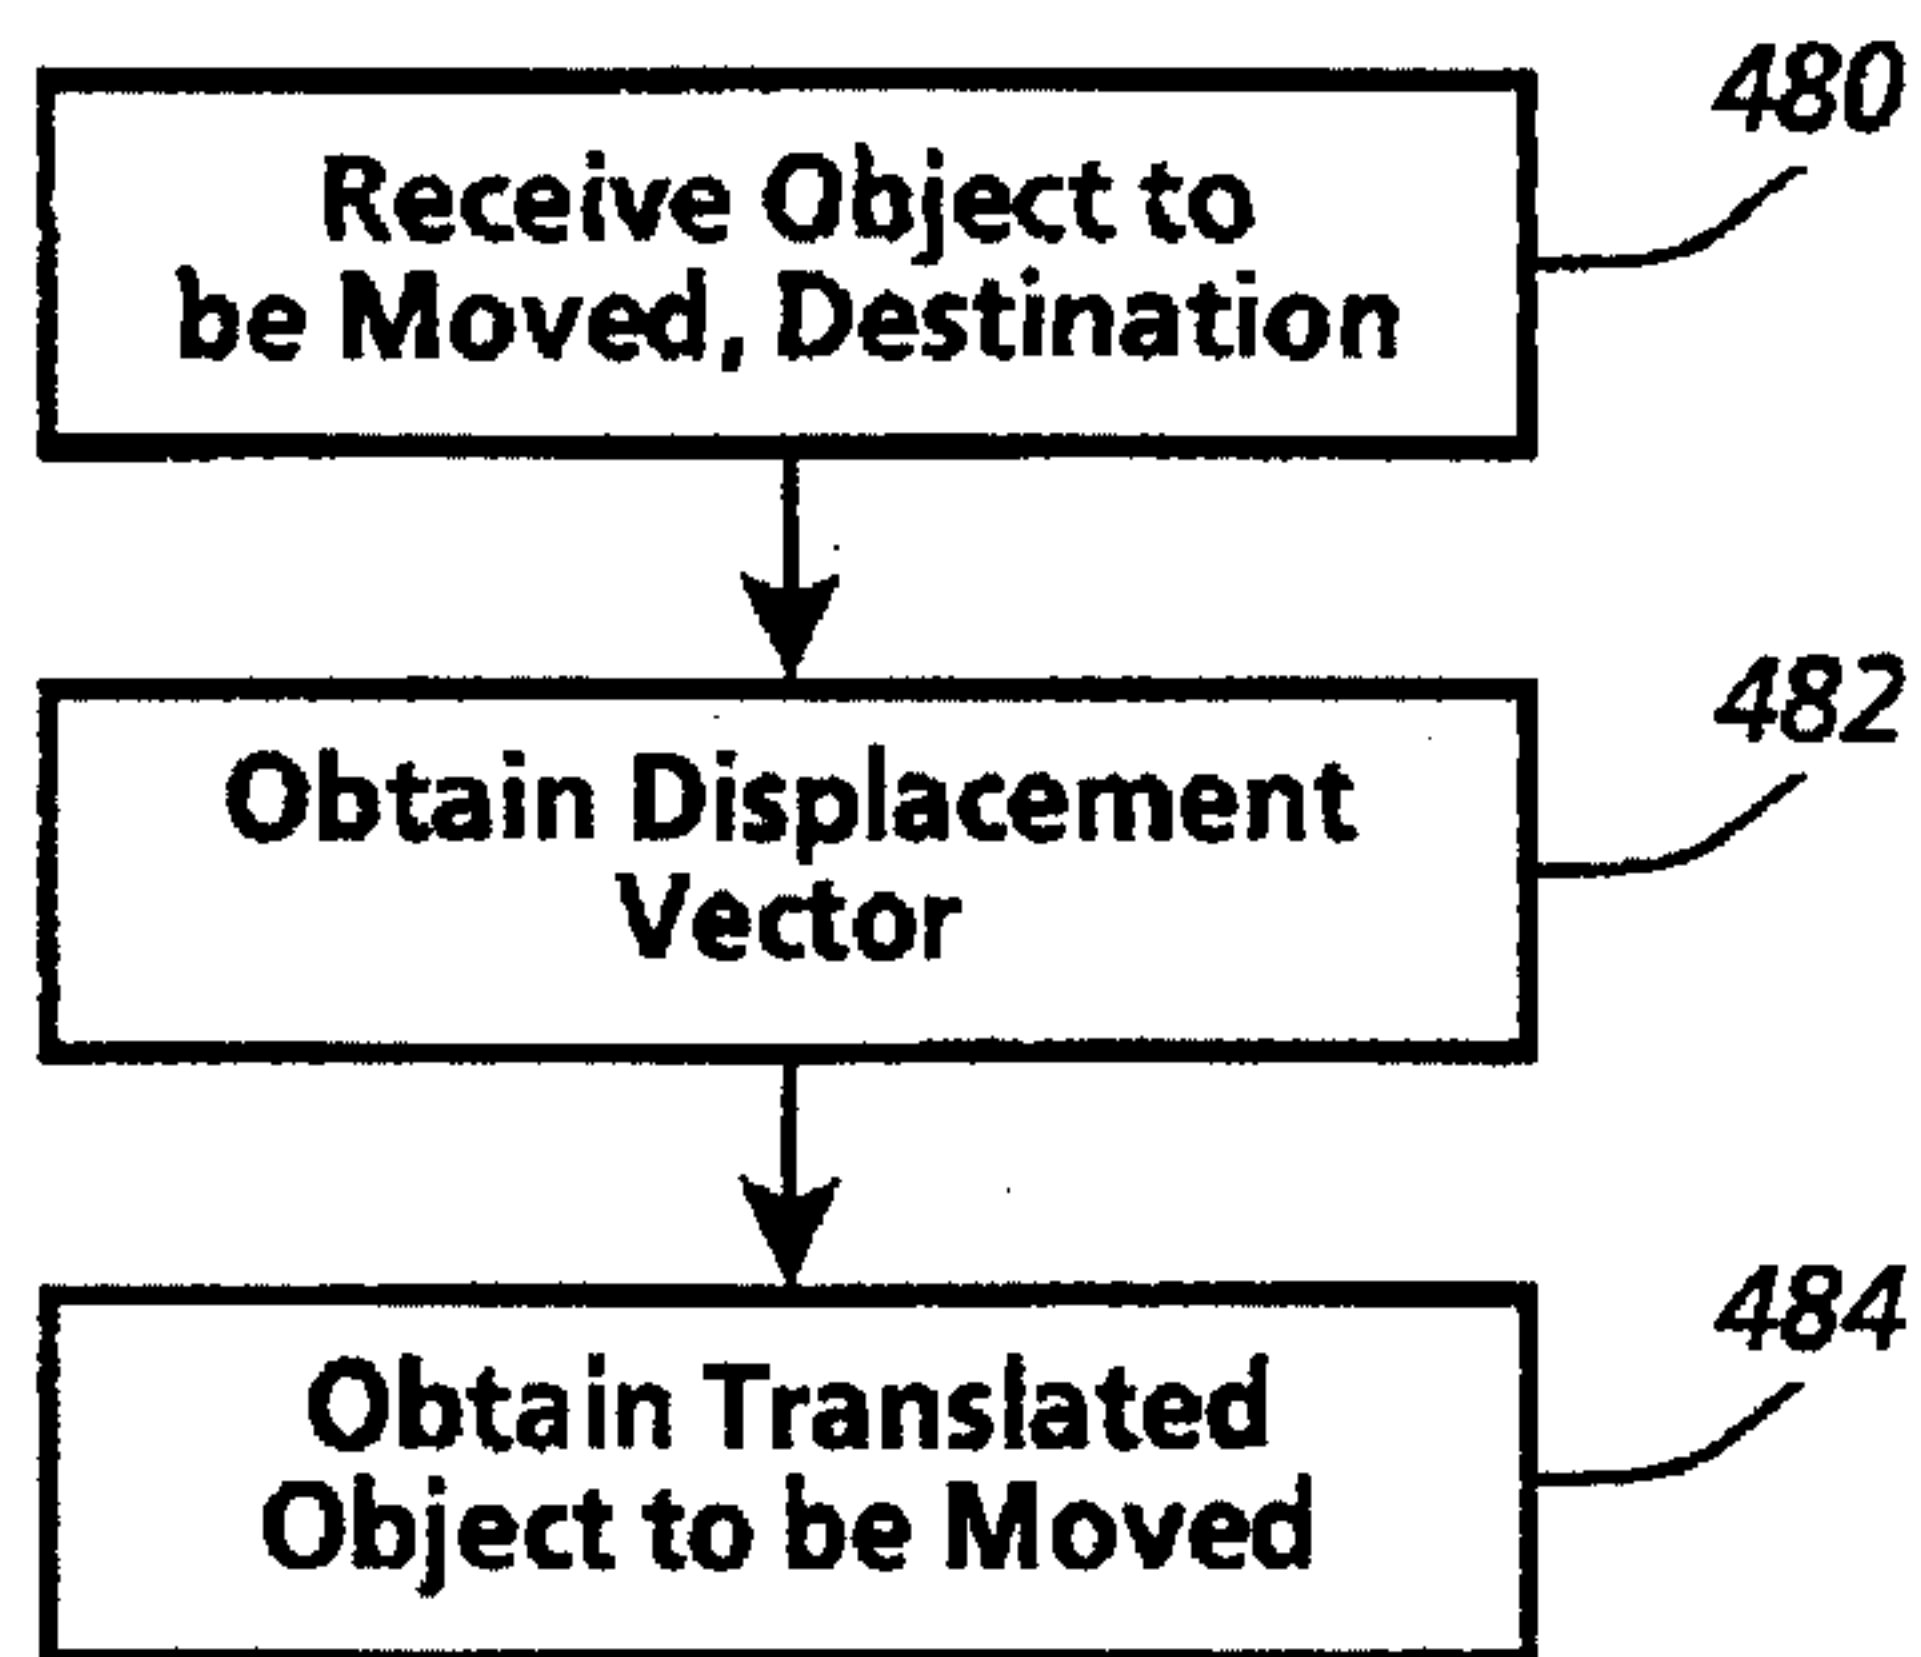 480
Receive Object to
be Moved, Destination
482
Obtain Displacement
Vector
484
Obtain Translated
Object to be Moved